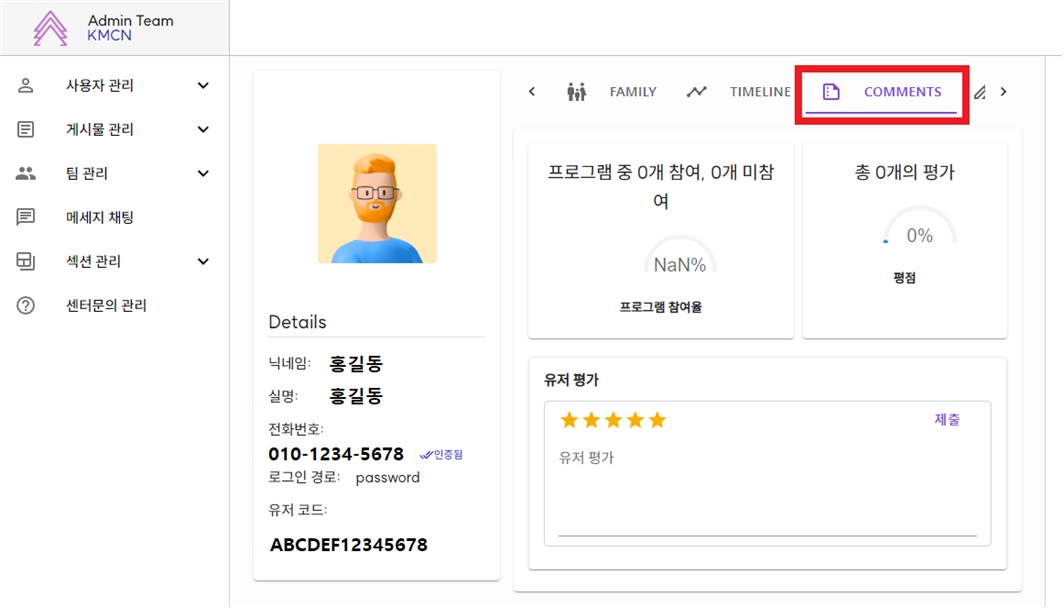 Admin Team
KMCN
사용자 관리
게시물 관리
팀 관리
메세지 채팅
섹션 관리
센터문의 관리
Details
닉네임: 홍길동
실명: 홍길동
전화번호:
010-1234-5678 인증됨
로그인 경로: password
유저 코드:
ABCDEF12345678
FAMILY TIMELINE COMMENTS
프로그램 중 0개 참여, 0개 미참
여
NaN%
프로그램 참여율
총 0개의 평가
0%
평점
유저 평가
제출
유저 평가